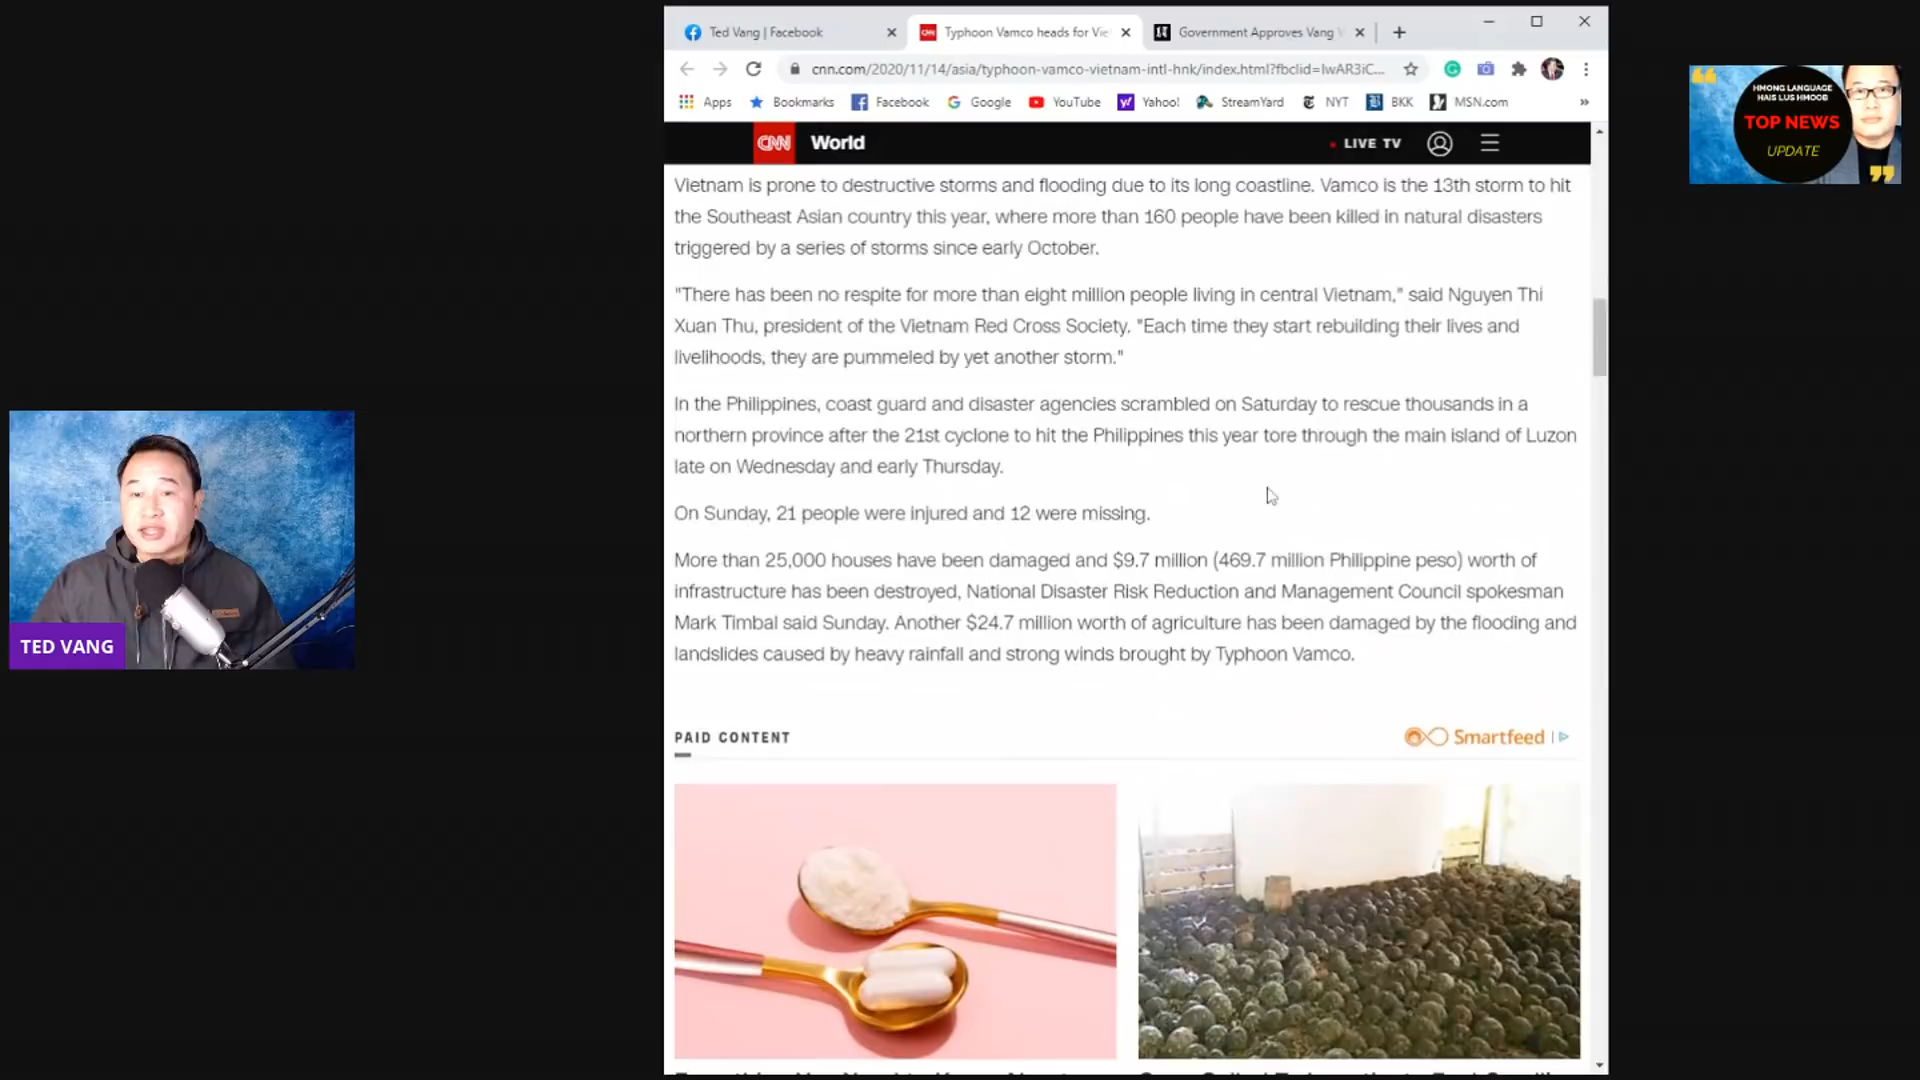 Ted Vang | Facebook
Typhoon Vamco heads for Vie
Government Approves Vang V
cnn.com/2020/11/14/asia/typhoon-vamco-vietnam-intl-hnk/index.html?fbclid=IwAR3iC...
Apps Bookmarks Facebook Google YouTube Yahoo! StreamYard NYT BKK MSN.com »
CNN World LIVE TV
Vietnam is prone to destructive storms and flooding due to its long coastline. Vamco is the 13th storm to hit
the Southeast Asian country this year, where more than 160 people have been killed in natural disasters
triggered by a series of storms since early October.
"There has been no respite for more than eight million people living in central Vietnam," said Nguyen Thi
Xuan Thu, president of the Vietnam Red Cross Society. "Each time they start rebuilding their lives and
livelihoods, they are pummeled by yet another storm."
In the Philippines, coast guard and disaster agencies scrambled on Saturday to rescue thousands in a
northern province after the 21st cyclone to hit the Philippines this year tore through the main island of Luzon
late on Wednesday and early Thursday.
On Sunday, 21 people were injured and 12 were missing.
More than 25,000 houses have been damaged and $9.7 million (469.7 million Philippine peso) worth of
infrastructure has been destroyed, National Disaster Risk Reduction and Management Council spokesman
Mark Timbal said Sunday. Another $24.7 million worth of agriculture has been damaged by the flooding and
landslides caused by heavy rainfall and strong winds brought by Typhoon Vamco.
PAID CONTENT
Smartfeed
TED VANG
HMONG LANGUAGE
HAIS LUS HMOOB
TOP NEWS
UPDATE